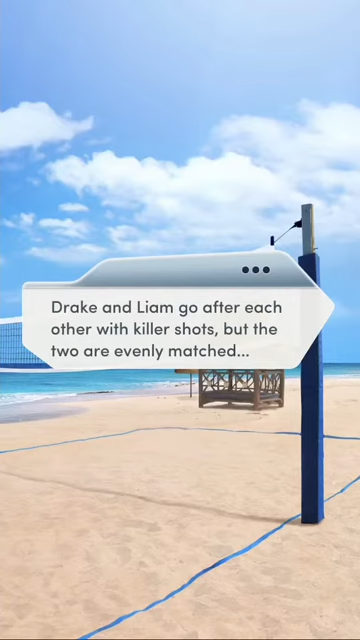 Drake and Liam go after each
other with killer shots, but the
two are evenly matched...